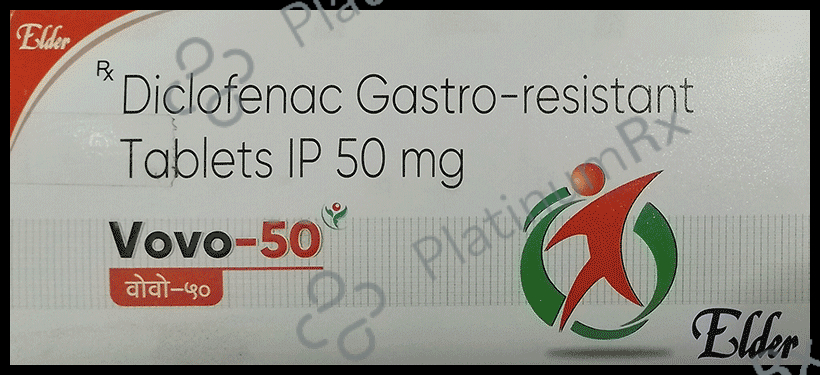 Elder
Rx Diclofenac Gastro-resistant
Tablets IP 50 mg
Vovo-50
वोवो-५०
Elder
PlatinumRx
PlatinumRx